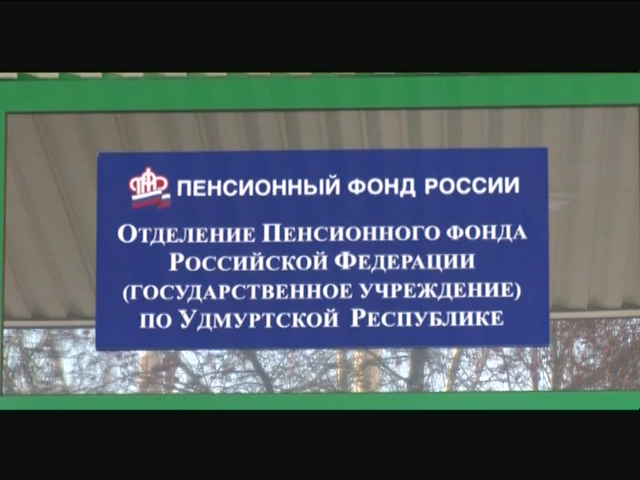 ПЕНСИОННЫЙ ФОНД РОССИИ
ОТДЕЛЕНИЕ ПЕНСИОННОГО ФОНДА
РОССИЙСКОЙ ФЕДЕРАЦИИ
(ГОСУДАРСТВЕННОЕ УЧРЕЖДЕНИЕ)
ПО УДМУРТСКОЙ РЕСПУБЛИКЕ